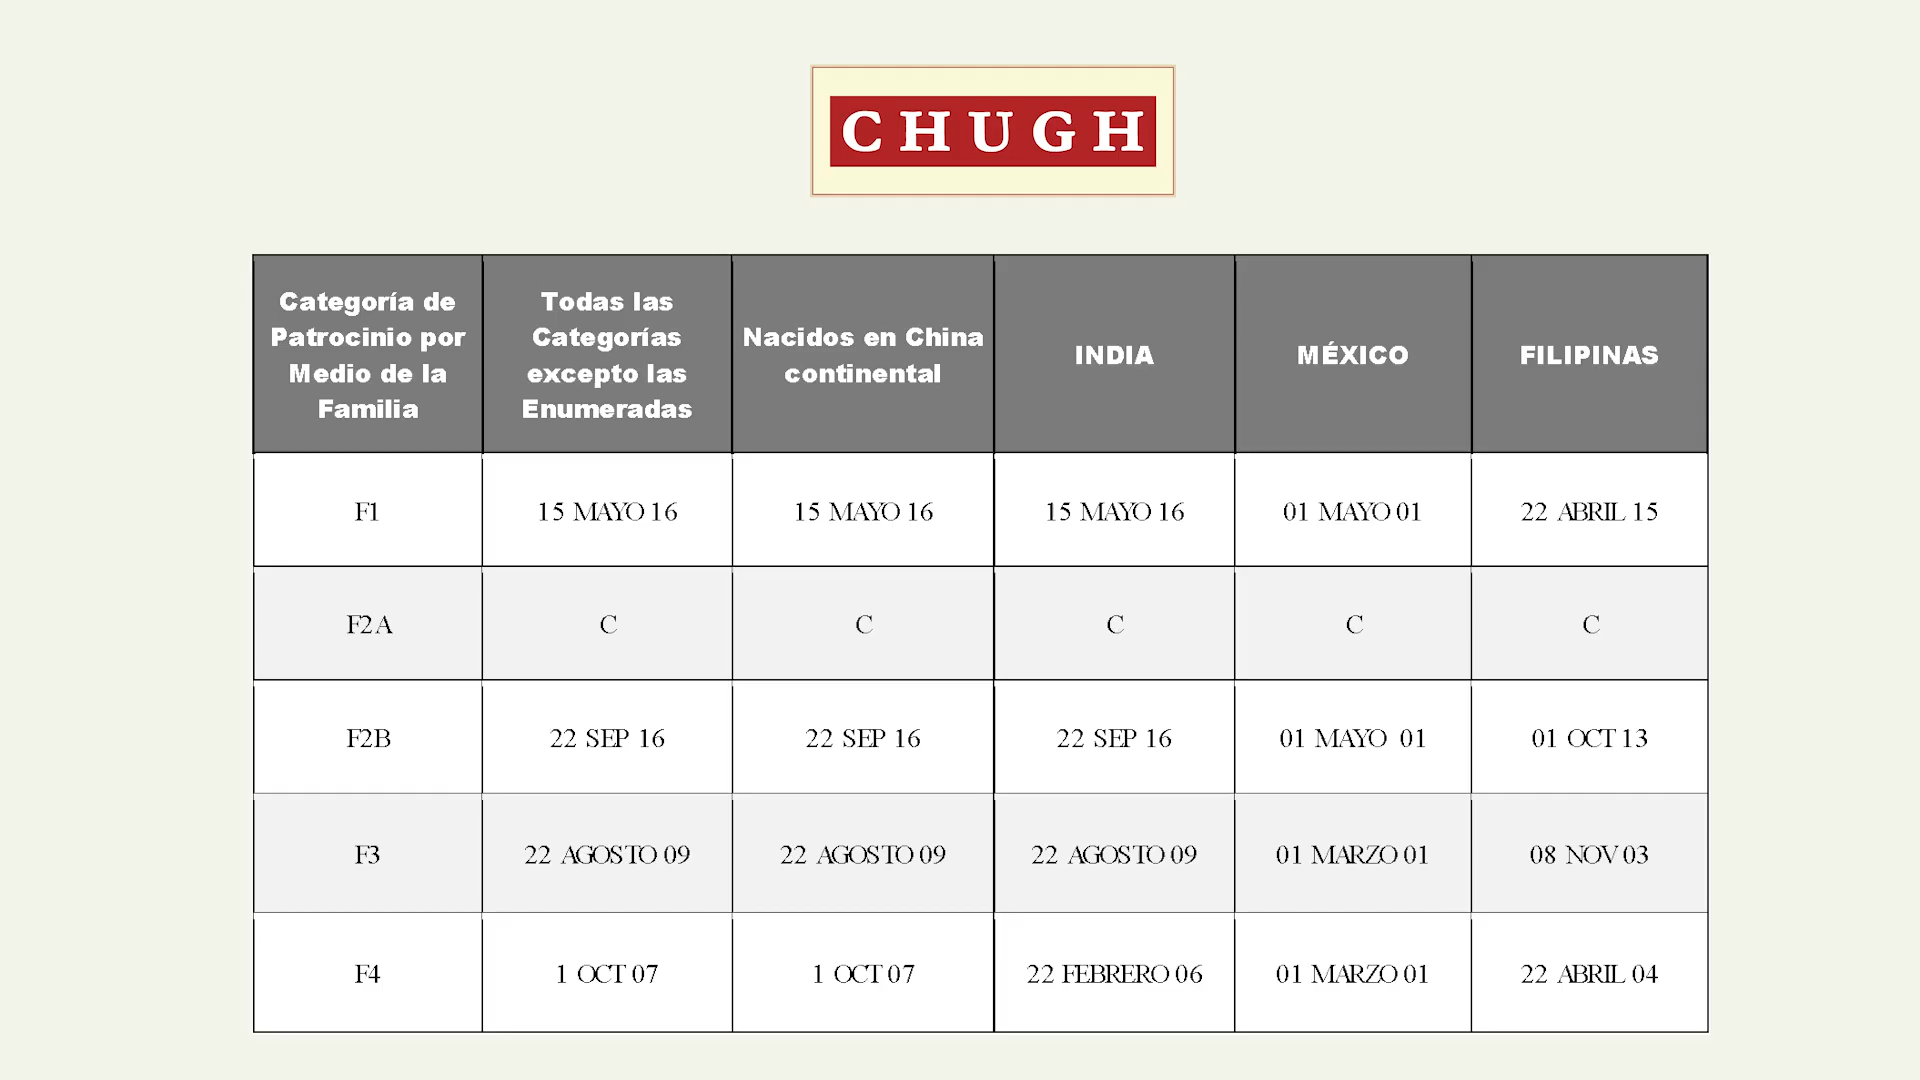 CHUGH
Categoría de
Patrocinio por
Medio de la
Familia
Todas las
Categorías
excepto las
Enumeradas
Nacidos en China
continental
INDIA
MÉXICO
FILIPINAS
F1
15 MAYO 16
15 MAYO 16
15 MAYO 16
01 MAYO 01
22 ABRIL 15
F2A
C
C
C
C
C
F2B
22 SEP 16
22 SEP 16
22 SEP 16
01 MAYO 01
01 OCT 13
F3
22 AGOSTO 09
22 AGOSTO 09
22 AGOSTO 09
01 MARZO 01
08 NOV 03
F4
1 OCT 07
1 OCT 07
22 FEBRERO 06
01 MARZO 01
22 ABRIL 04